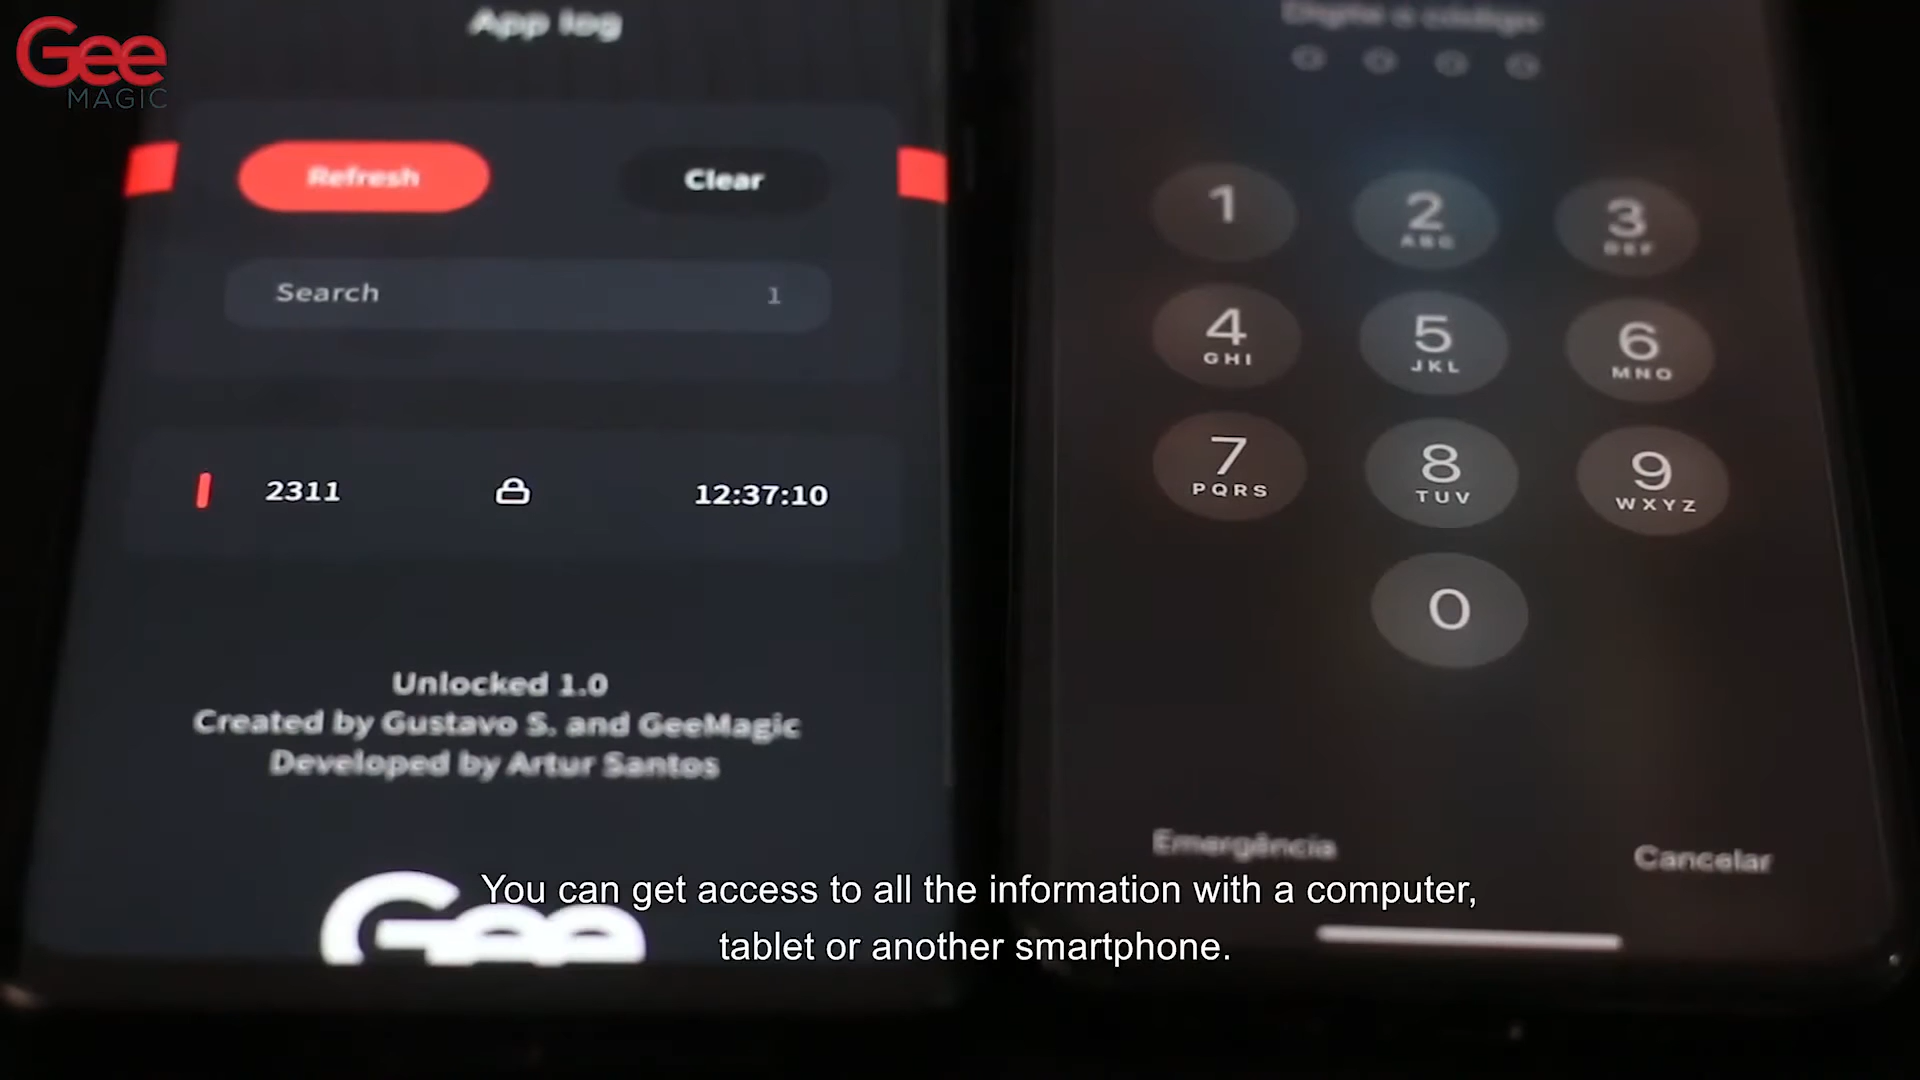 Gee
MAGIC
App log
Refresh
Clear
Search
1
2311
12:37:10
Unlocked 1.0
Created by Gustavo S. and GeeMagic
Developed by Artur Santos
Gee
Digite o código
1
2
ABC
3
DEF
4
GHI
5
JKL
6
MNO
7
PQRS
8
TUV
9
WXYZ
0
Emergência
Cancelar
You can get access to all the information with a computer,
tablet or another smartphone.